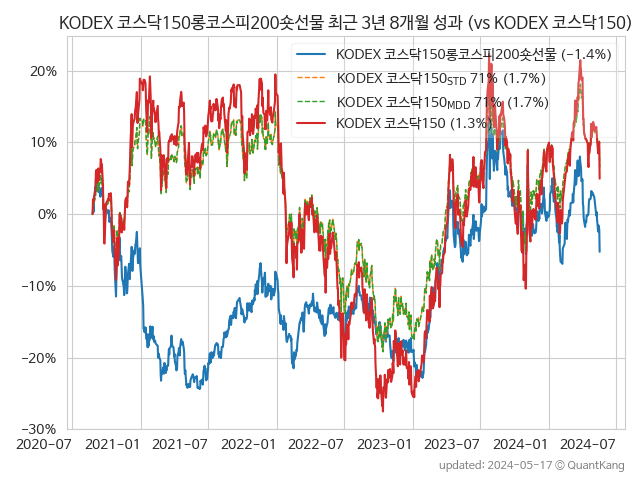 KODEX 코스닥150롱코스피200숏선물 최근 3년 8개월 성과 (vs KODEX 코스닥150)
KODEX 코스닥150롱코스피200숏선물 (−1.4%)
KODEX 코스닥150STD 71% (1.7%)
KODEX 코스닥150MDD 71% (1.7%)
KODEX 코스닥150 (1.3%)
20%
10%
0%
−10%
−20%
−30%
2020-07 2021-01 2021-07 2022-01 2022-07 2023-01 2023-07 2024-01 2024-07
updated: 2024-05-17 © QuantKang